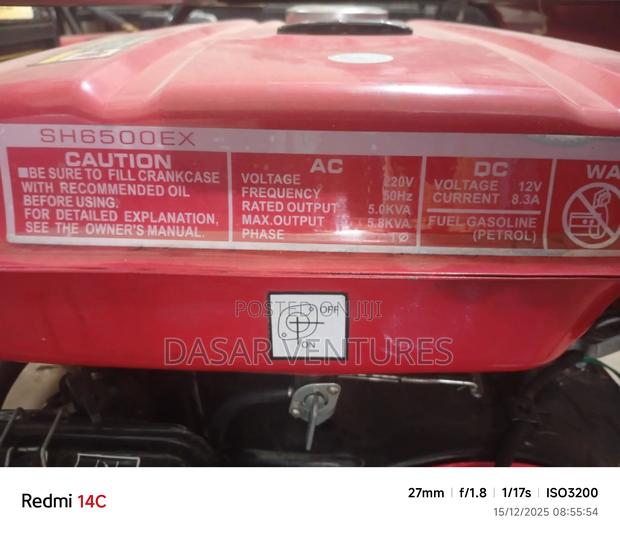 SH6500EX
CAUTION
■BE SURE TO FILL CRANKCASE
WITH RECOMMENDED OIL
BEFORE USING.
FOR DETAILED EXPLANATION,
SEE THE OWNER'S MANUAL.
AC
VOLTAGE 220V
FREQUENCY 50Hz
RATED OUTPUT 5.0KVA
MAX.OUTPUT 5.8KVA
PHASE 1Ø
DC
VOLTAGE 12V
CURRENT 8.3A
FUEL GASOLINE
(PETROL)
WA
OFF
ON
POSTED ON JIJI
DASAR VENTURES
Redmi 14C
27mm | f/1.8 | 1/17s | ISO3200
15/12/2025 08:55:54